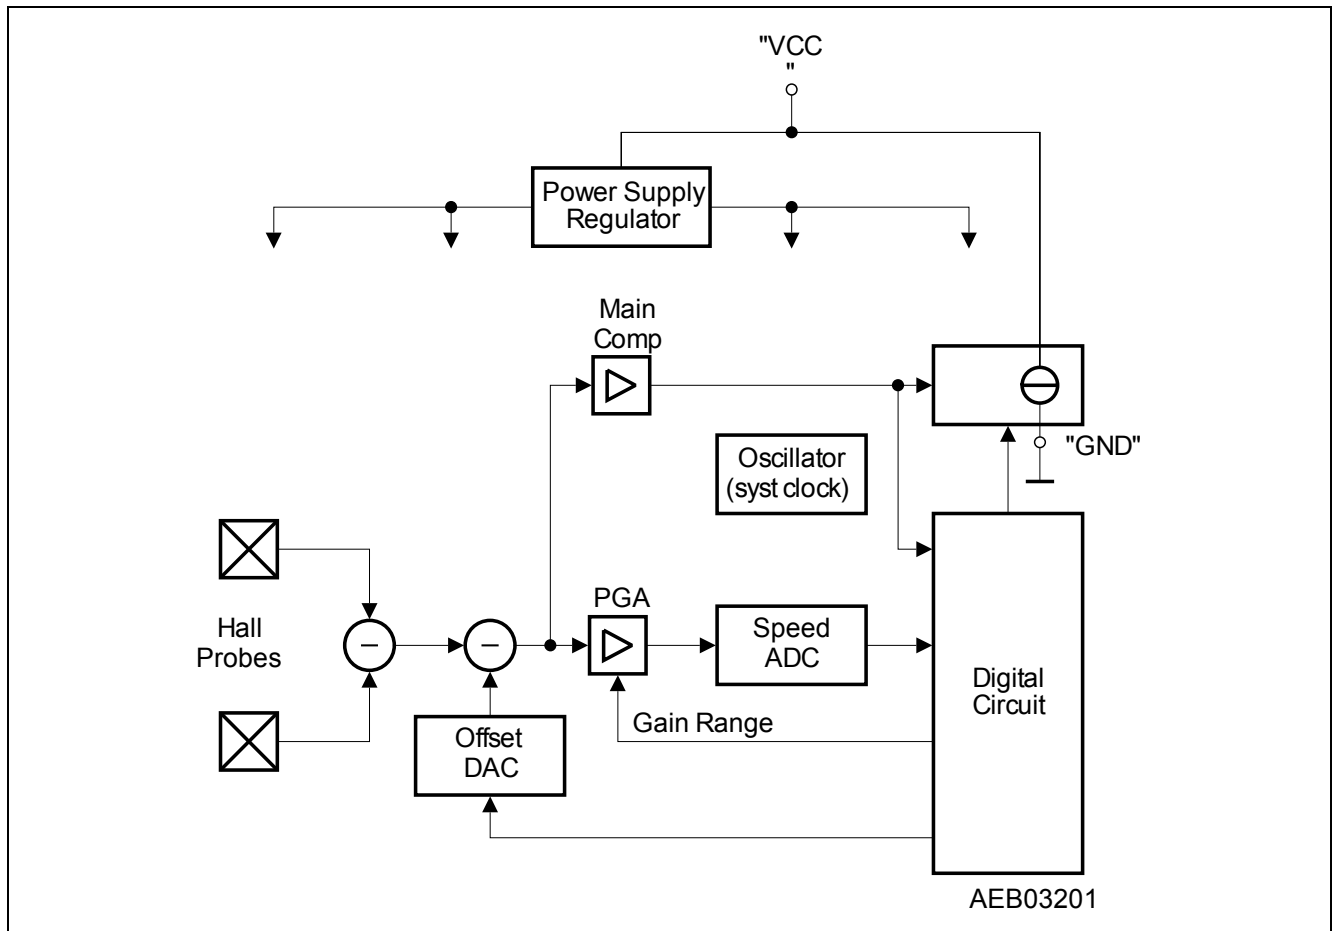 "VCC
"
Power Supply
Regulator
Main
Comp
"GND"
Oscillator
(syst clock)
PGA
Hall
Probes
−
−
Speed
ADC
Digital
Circuit
Gain Range
Offset
DAC
AEB03201